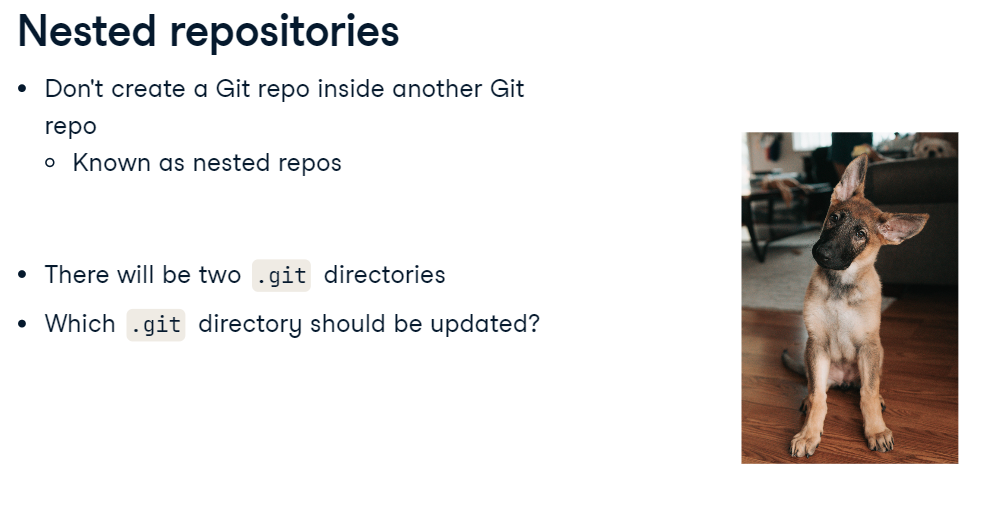 Nested repositories
• Don't create a Git repo inside another Git
repo
◦ Known as nested repos
• There will be two .git directories
• Which .git directory should be updated?